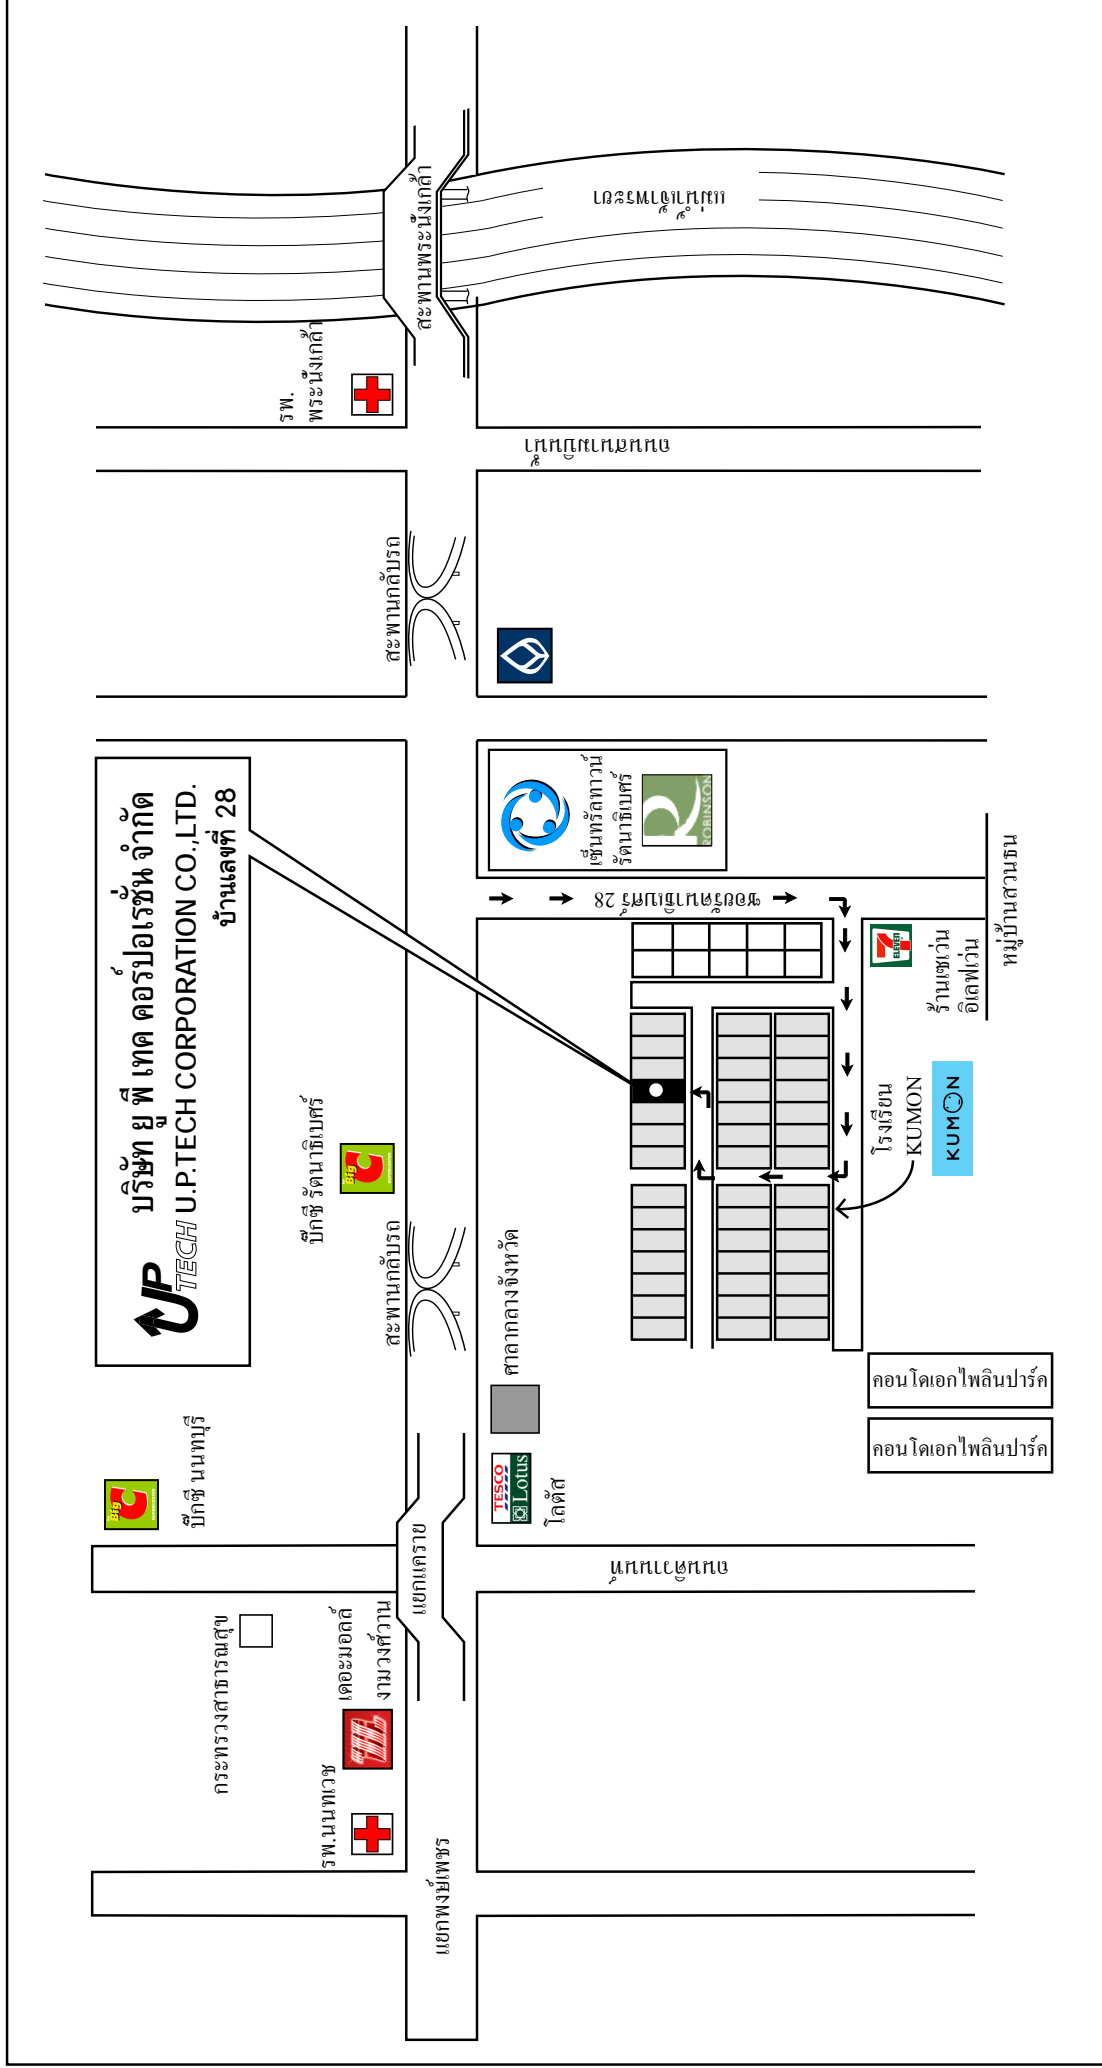 บริษัท ยู พี เทค คอร์ปอเรชั่น จำกัด
UP TECH
U.P.TECH CORPORATION CO.,LTD.
บ้านเลขที่ 28
บิ๊กซี นนทบุรี
Big C
กระทรวงสาธารณสุข
รพ.นนทเวช
เดอะมอลล์
งามวงศ์วาน
แยกพงษ์เพชร
แยกแคราย
บิ๊กซี รัตนาธิเบศร์
Big C
สะพานกลับรถ
สะพานกลับรถ
รพ.
พระนั่งเกล้า
สะพานพระนั่งเกล้า
แม่น้ำเจ้าพระยา
ถนนสนามบินน้ำ
ถนนติวานนท์
TESCO
Lotus
โลตัส
ศาลากลางจังหวัด
เซ็นทรัลทาวน์
รัตนาธิเบศร์
ROBINSON
ซอยรัตนาธิเบศร์ 28
7 ELEVEN
ร้านเซเว่น
อิเลฟเว่น
หมู่บ้านสวนธน
โรงเรียน
KUMON
KUMON
คอนโดเอกไพลินปาร์ค
คอนโดเอกไพลินปาร์ค